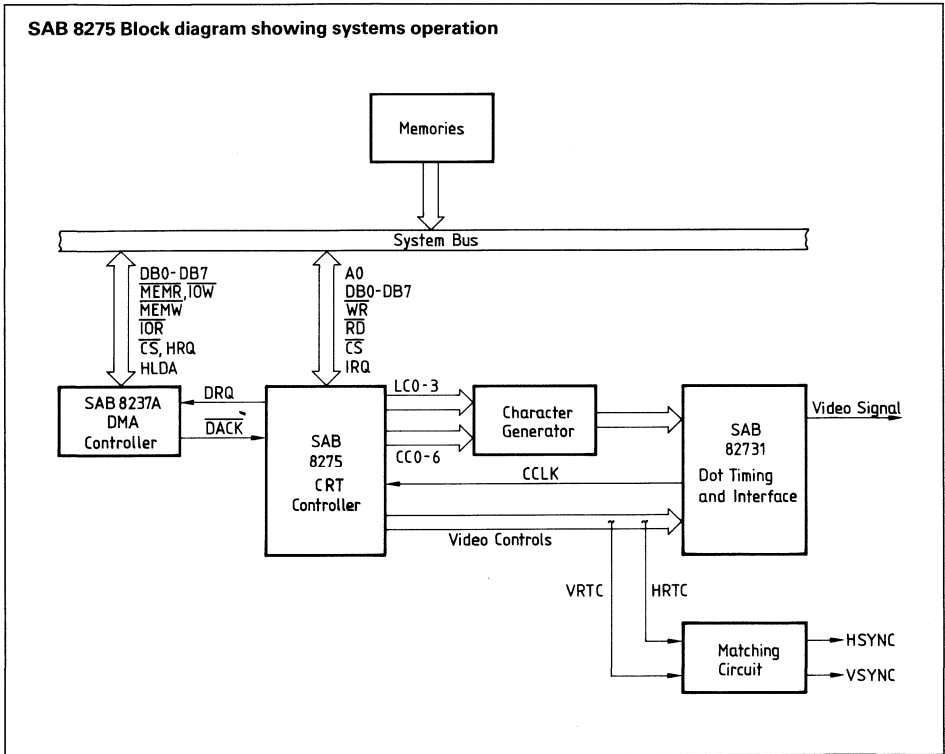 SAB 8275 Block diagram showing systems operation
Memories
System Bus
DB0-DB7
MEMR, IOW
MEMW
IOR
CS, HRQ
HLDA
A0
DB0-DB7
WR
RD
CS
IRQ
SAB 8237A
DMA
Controller
DRQ
DACK
SAB
8275
CRT
Controller
LC0-3
CC0-6
Character
Generator
CCLK
Video Controls
SAB
82731
Dot Timing
and Interface
Video Signal
VRTC
HRTC
Matching
Circuit
HSYNC
VSYNC